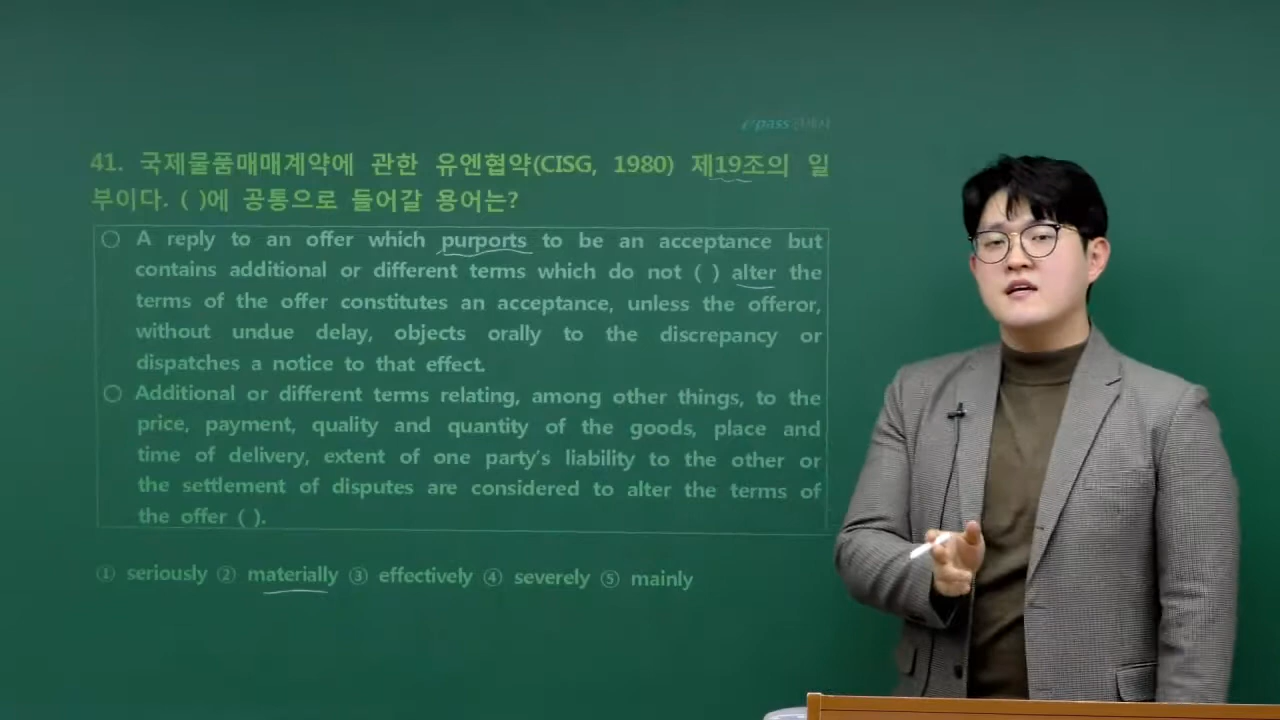 epass관세사
41. 국제물품매매계약에 관한 유엔협약(CISG, 1980) 제19조의 일
부이다. ( )에 공통으로 들어갈 용어는?
○ A reply to an offer which purports to be an acceptance but
contains additional or different terms which do not ( ) alter the
terms of the offer constitutes an acceptance, unless the offeror,
without undue delay, objects orally to the discrepancy or
dispatches a notice to that effect.
○ Additional or different terms relating, among other things, to the
price, payment, quality and quantity of the goods, place and
time of delivery, extent of one party's liability to the other or
the settlement of disputes are considered to alter the terms of
the offer ( ).
① seriously ② materially ③ effectively ④ severely ⑤ mainly